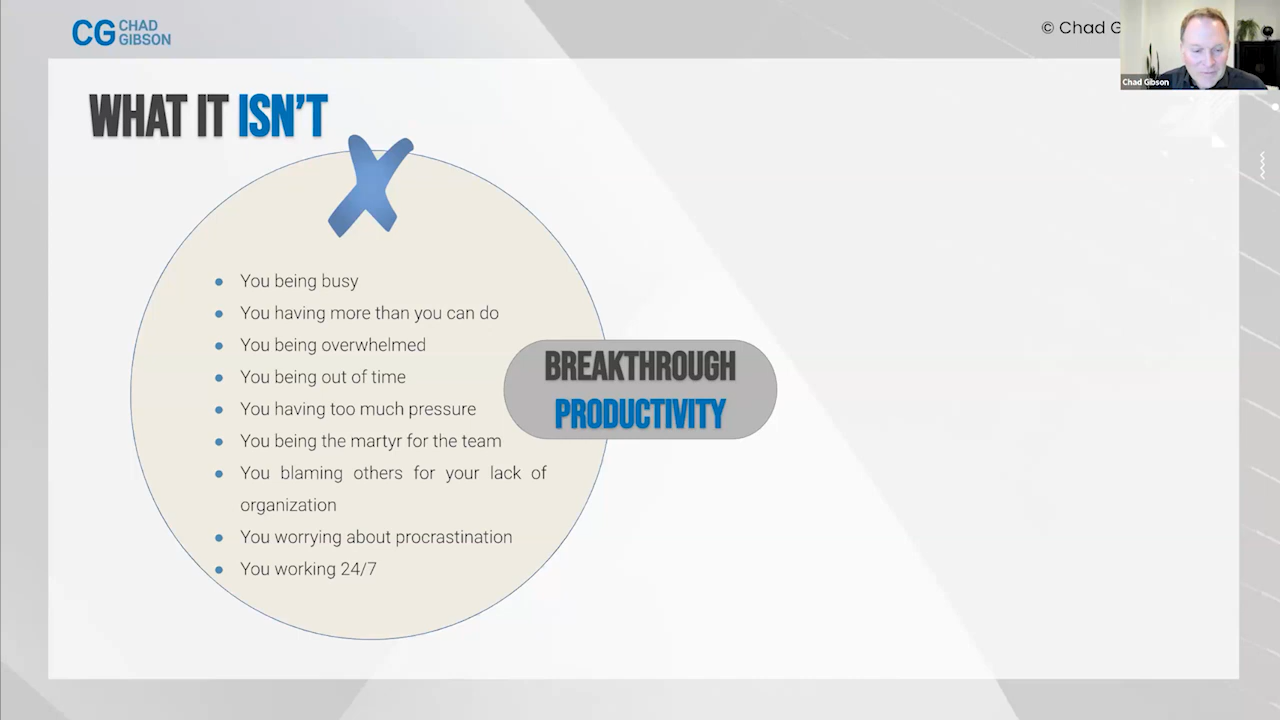 CG CHAD
GIBSON
© Chad G
Chad Gibson
WHAT IT ISN'T
You being busy
You having more than you can do
You being overwhelmed
You being out of time
You having too much pressure
You being the martyr for the team
You blaming others for your lack of
organization
You worrying about procrastination
You working 24/7
BREAKTHROUGH
PRODUCTIVITY